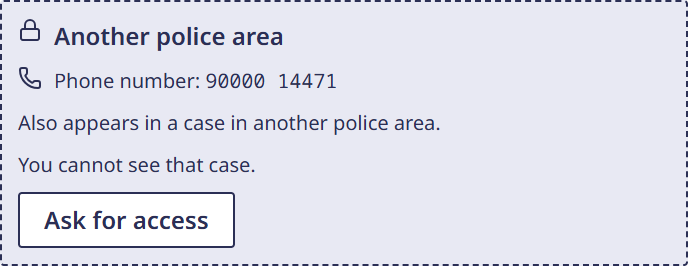 Another police area
Phone number: 90000 14471
Also appears in a case in another police area.
You cannot see that case.
Ask for access